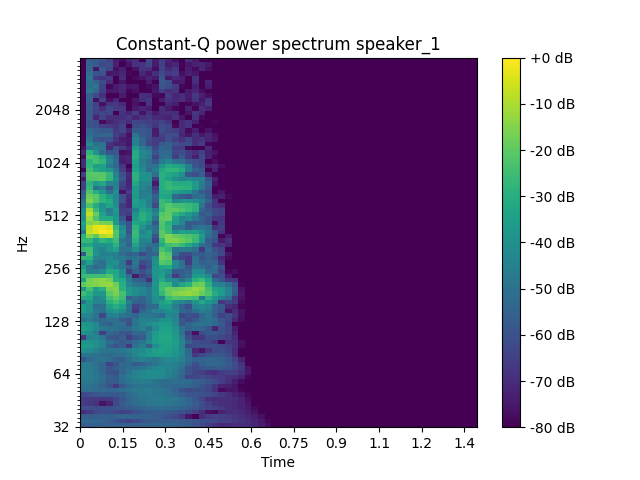 Constant-Q power spectrum speaker_1
Hz
2048
1024
512
256
128
64
32
0 0.15 0.3 0.45 0.6 0.75 0.9 1.1 1.2 1.4
Time
+0 dB
-10 dB
-20 dB
-30 dB
-40 dB
-50 dB
-60 dB
-70 dB
-80 dB